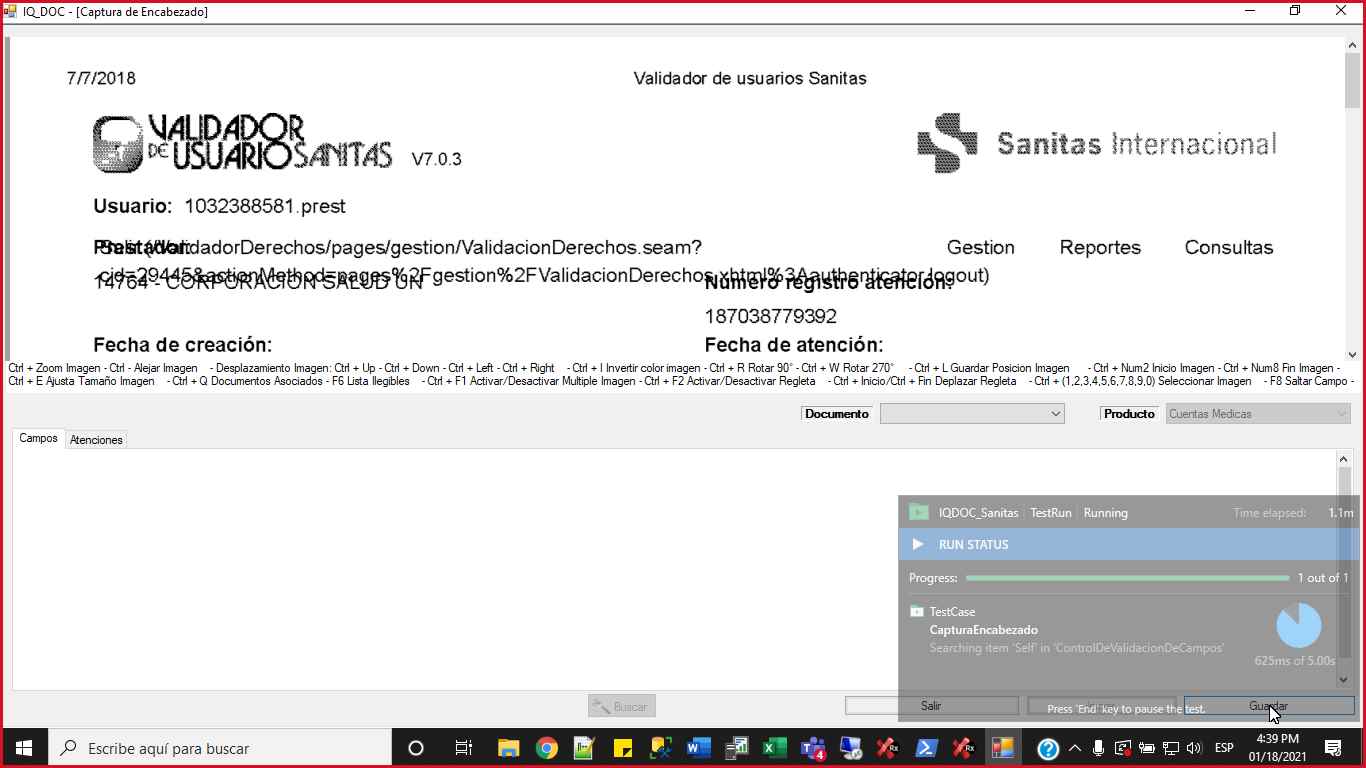 IQ_DOC - [Captura de Encabezado]
7/7/2018
Validador de usuarios Sanitas
VALIDADOR
DE USUARIO SANITAS V7.0.3
Sanitas Internacional
Usuario: 1032388581.prest
Prestador:
(/ValidadorDerechos/pages/gestion/ValidacionDerechos.seam?
Gestion Reportes Consultas
cid=29445&actionMethod=pages%2Fgestion%2FValidacionDerechos.xhtml%3Aauthenticator.logout)
14764 - CORPORACION SALUD UN
Número registro atención:
187038779392
Fecha de creación:
Fecha de atención:
Ctrl + Zoom Imagen - Ctrl - Alejar Imagen - Desplazamiento Imagen: Ctrl + Up - Ctrl + Down - Ctrl + Left - Ctrl + Right - Ctrl + I Invertir color imagen - Ctrl + R Rotar 90° - Ctrl + W Rotar 270° - Ctrl + L Guardar Posicion Imagen - Ctrl + Num2 Inicio Imagen - Ctrl + Num8 Fin Imagen -
Ctrl + E Ajusta Tamaño Imagen - Ctrl + Q Documentos Asociados - F6 Lista Ilegibles - Ctrl + F1 Activar/Desactivar Multiple Imagen - Ctrl + F2 Activar/Desactivar Regleta - Ctrl + Inicio/Ctrl + Fin Deplazar Regleta - Ctrl + (1,2,3,4,5,6,7,8,9,0) Seleccionar Imagen - F8 Saltar Campo -
Documento
Producto Cuentas Medicas
Campos Atenciones
IQDOC_Sanitas TestRun Running Time elapsed: 1.1m
RUN STATUS
Progress: 1 out of 1
TestCase
CapturaEncabezado
Searching item 'Self' in 'ControlDeValidacionDeCampos'
625ms of 5.00s
Buscar
Salir
Press 'End' key to pause the test.
Guardar
Escribe aquí para buscar
4
ESP
4:39 PM
01/18/2021